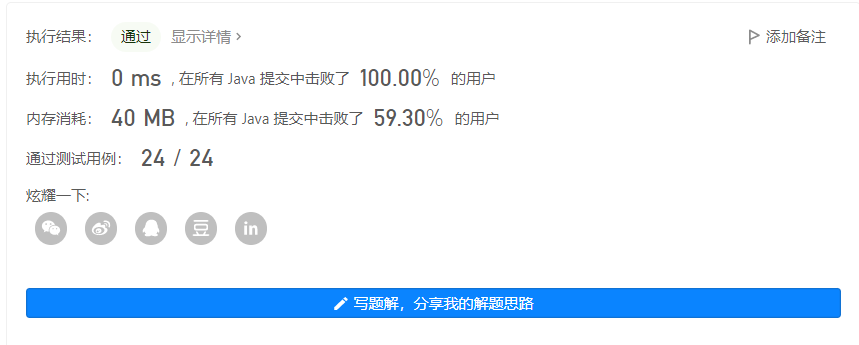 执行结果： 通过 显示详情 > 添加备注
执行用时： 0 ms , 在所有 Java 提交中击败了 100.00% 的用户
内存消耗： 40 MB , 在所有 Java 提交中击败了 59.30% 的用户
通过测试用例： 24 / 24
炫耀一下:
豆 in
写题解，分享我的解题思路